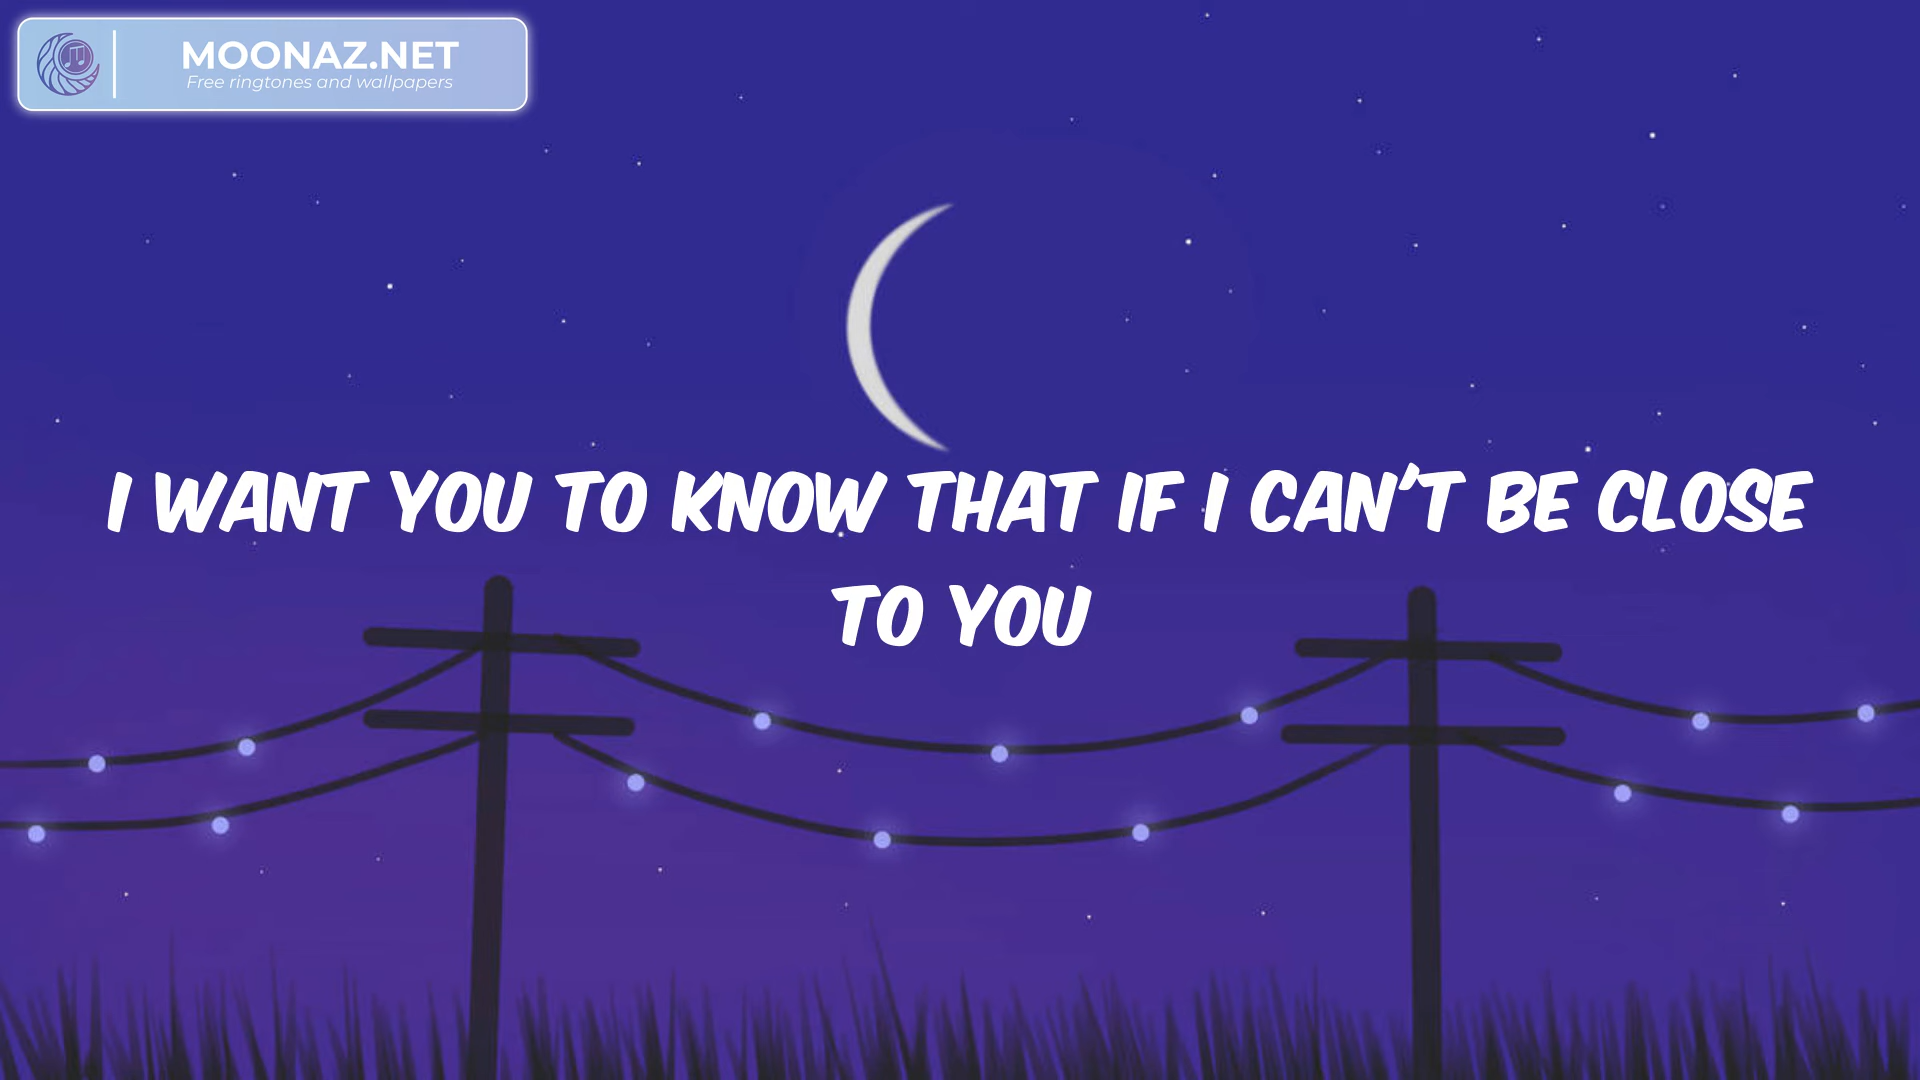 MOONAZ.NET
Free ringtones and wallpapers
I WANT YOU TO KNOW THAT IF I CAN'T BE CLOSE
TO YOU